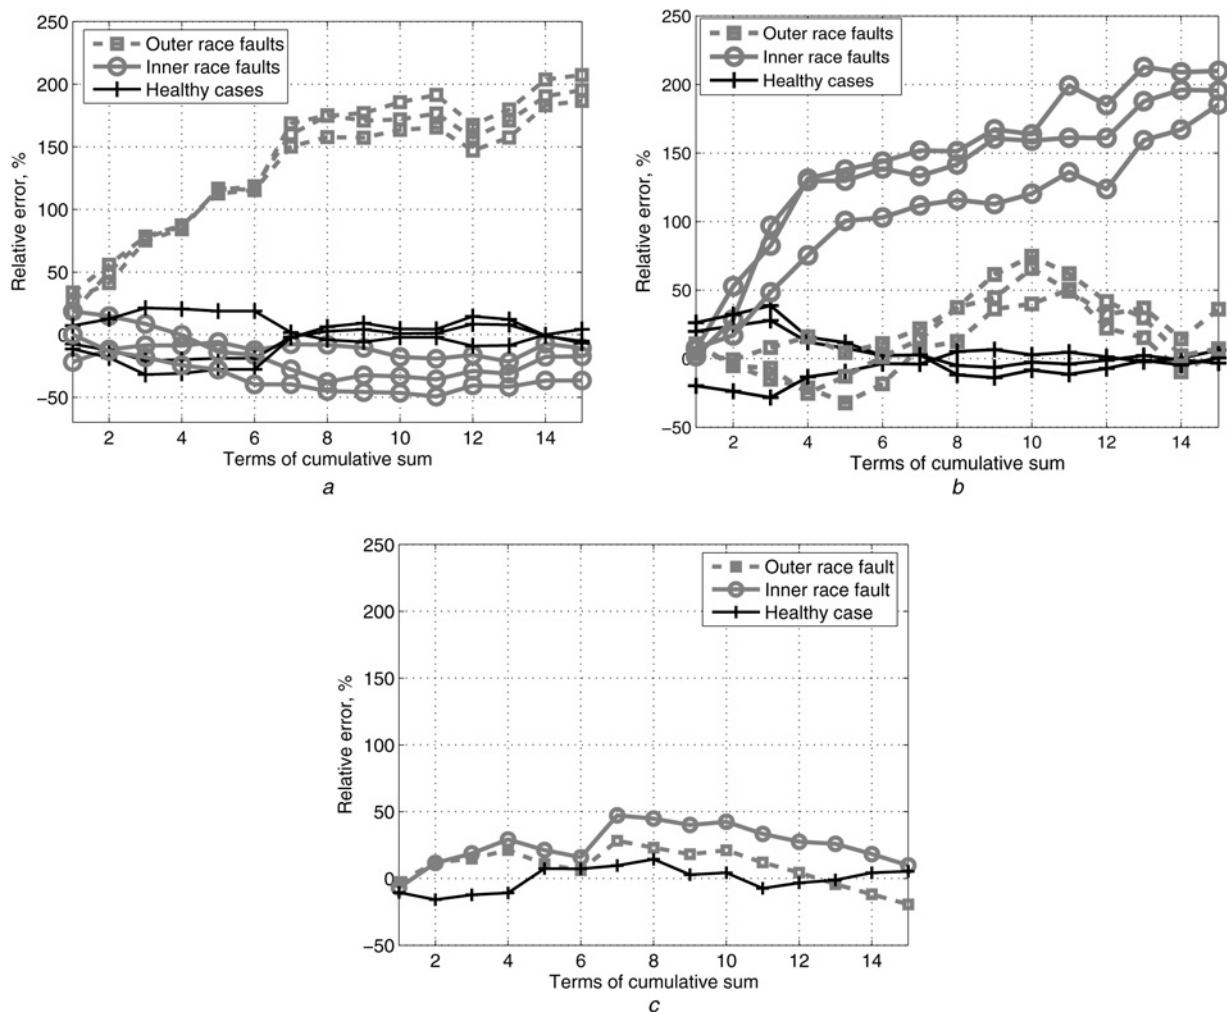 250
200
150
100
50
0
−50
Relative error, %
Outer race faults
Inner race faults
Healthy cases
2 4 6 8 10 12 14
Terms of cumulative sum
a
250
200
150
100
50
0
−50
Relative error, %
Outer race faults
Inner race faults
Healthy cases
2 4 6 8 10 12 14
Terms of cumulative sum
b
250
200
150
100
50
0
−50
Relative error, %
Outer race fault
Inner race fault
Healthy case
2 4 6 8 10 12 14
Terms of cumulative sum
c